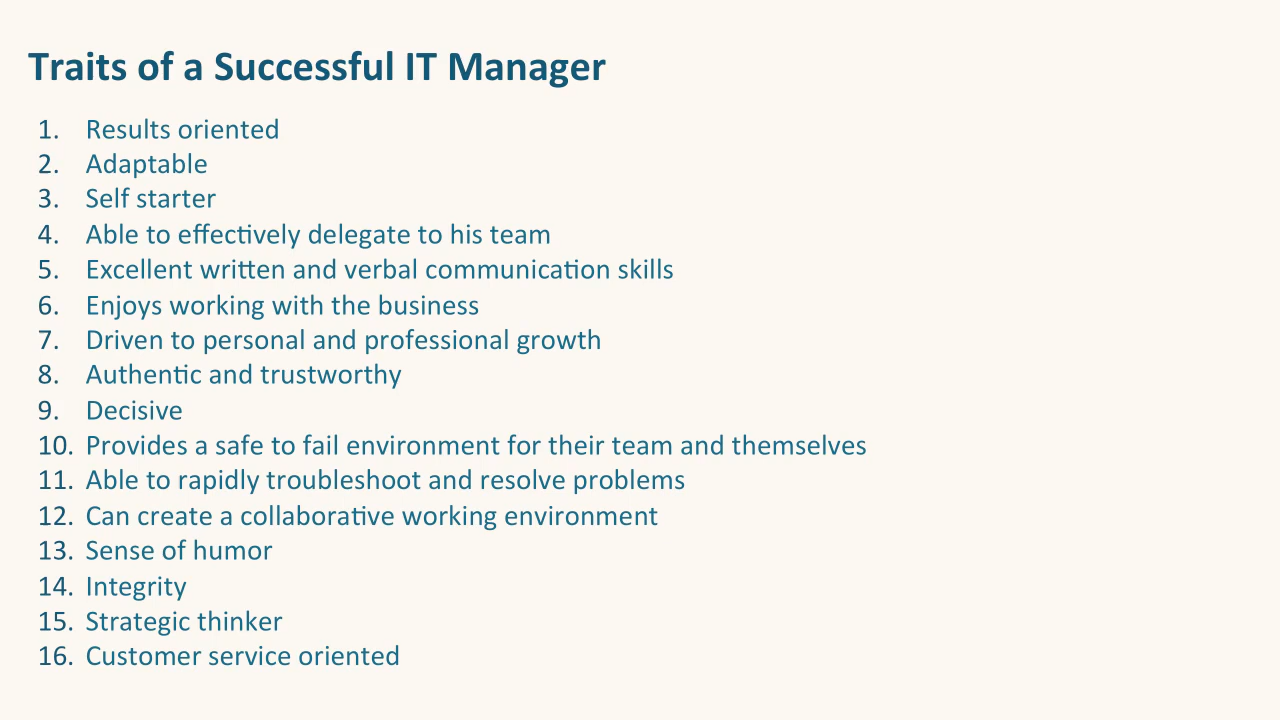 Traits of a Successful IT Manager
1. Results oriented
2. Adaptable
3. Self starter
4. Able to effectively delegate to his team
5. Excellent written and verbal communication skills
6. Enjoys working with the business
7. Driven to personal and professional growth
8. Authentic and trustworthy
9. Decisive
10. Provides a safe to fail environment for their team and themselves
11. Able to rapidly troubleshoot and resolve problems
12. Can create a collaborative working environment
13. Sense of humor
14. Integrity
15. Strategic thinker
16. Customer service oriented